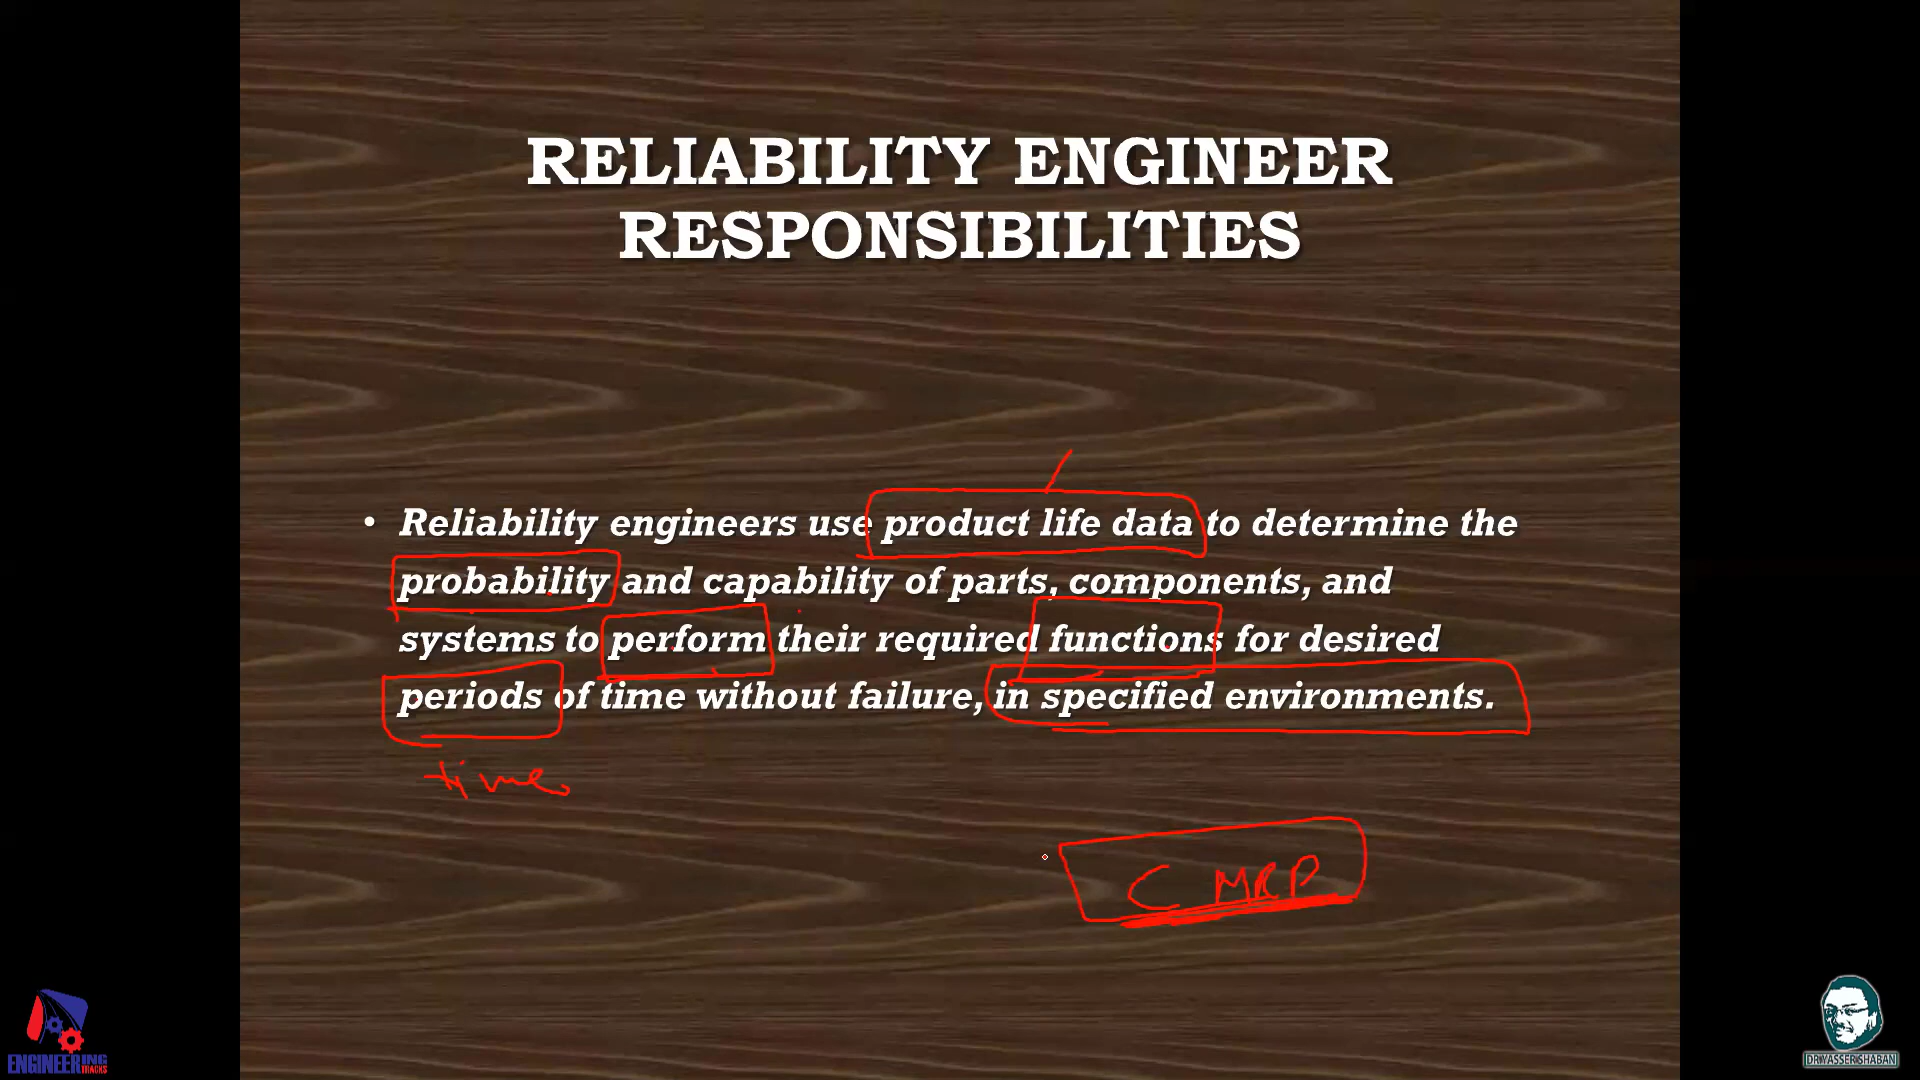 RELIABILITY ENGINEER
RESPONSIBILITIES
• Reliability engineers use product life data to determine the
probability and capability of parts, components, and
systems to perform their required functions for desired
periods of time without failure, in specified environments.
time
CMRP
ENGINEERING
TRACKS
DR.YASSER SHABAN